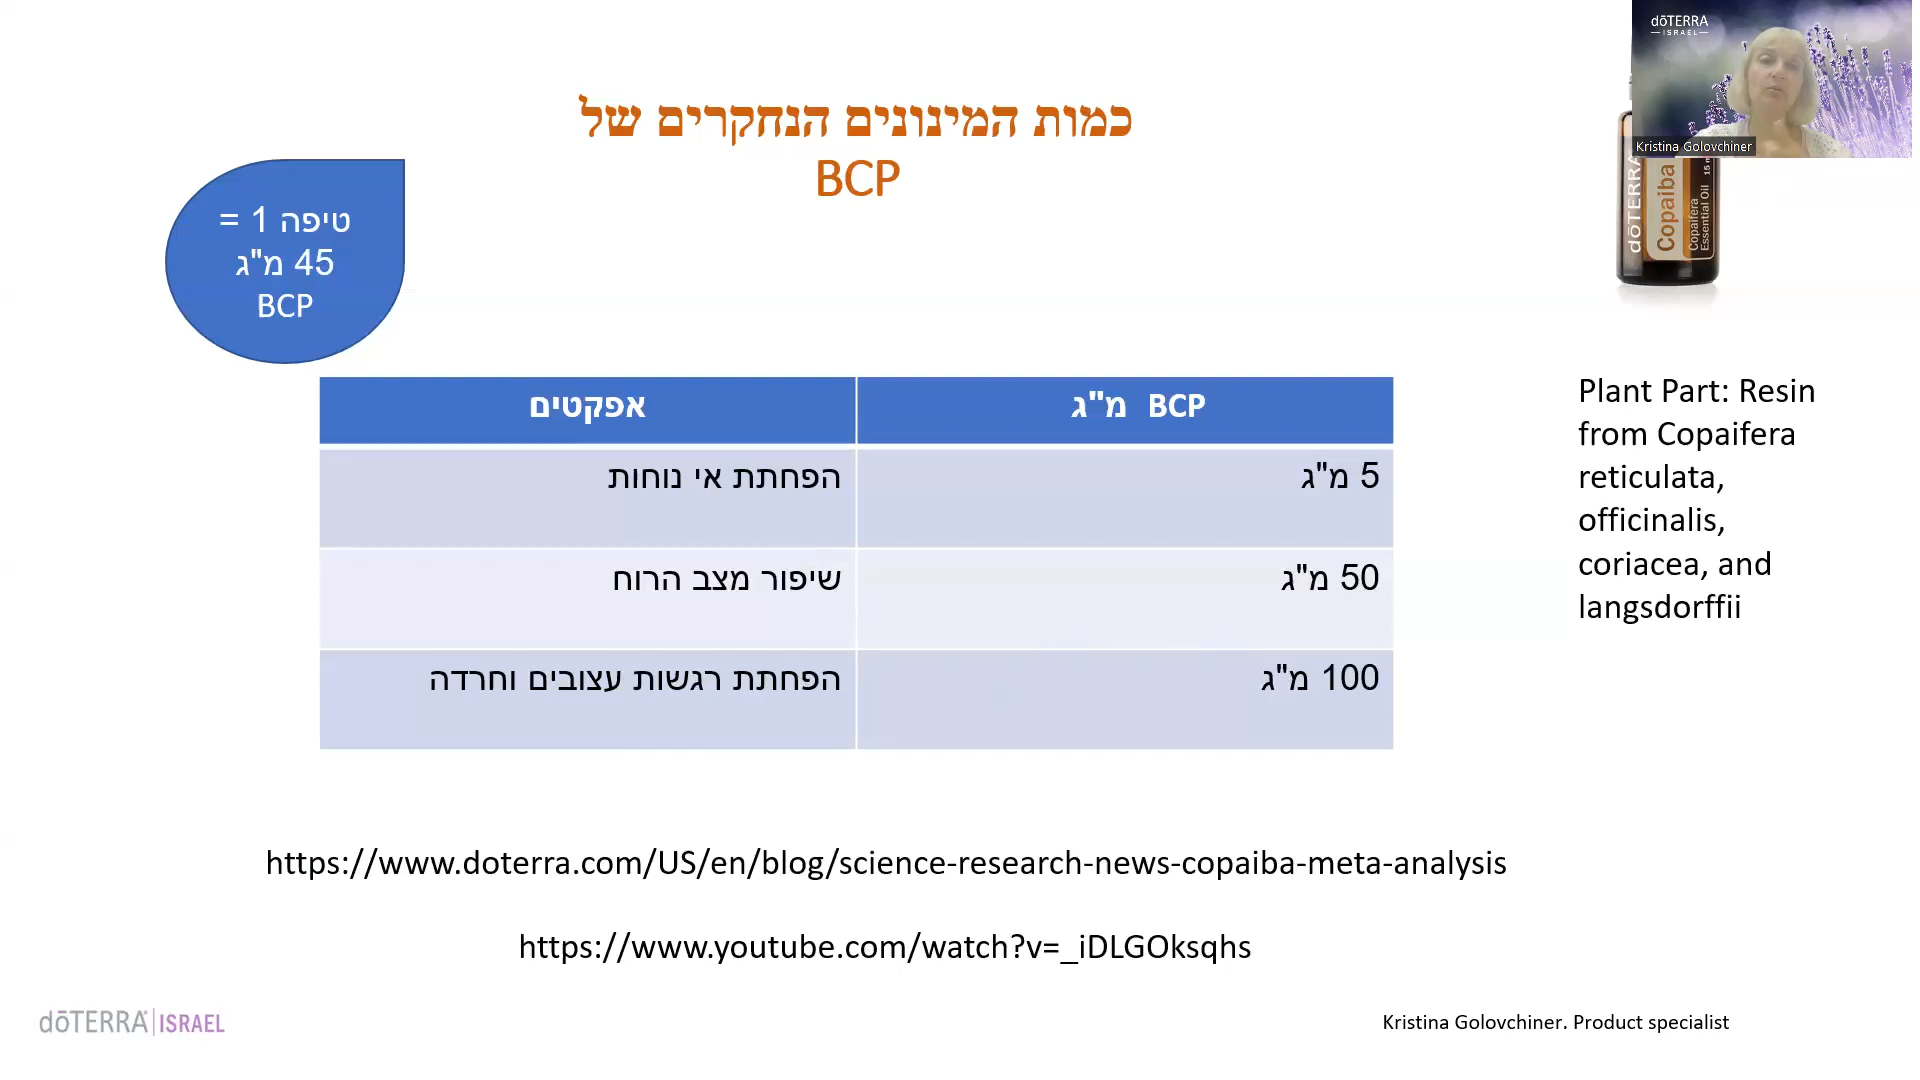 כמות המינונים הנחקרים של
BCP
טיפה 1 =
45 מ"ג
BCP
BCP מ"ג
אפקטים
5 מ"ג
הפחתת אי נוחות
50 מ"ג
שיפור מצב הרוח
100 מ"ג
הפחתת רגשות עצובים וחרדה
dōTERRA
ISRAEL
Kristina Golovchiner
dōTERRA
Copaiba
Copaifera
Essential Oil
Plant Part: Resin
from Copaifera
reticulata,
officinalis,
coriacea, and
langsdorffii
https://www.doterra.com/US/en/blog/science-research-news-copaiba-meta-analysis
https://www.youtube.com/watch?v=_iDLGOksqhs
dōTERRA ISRAEL
Kristina Golovchiner. Product specialist